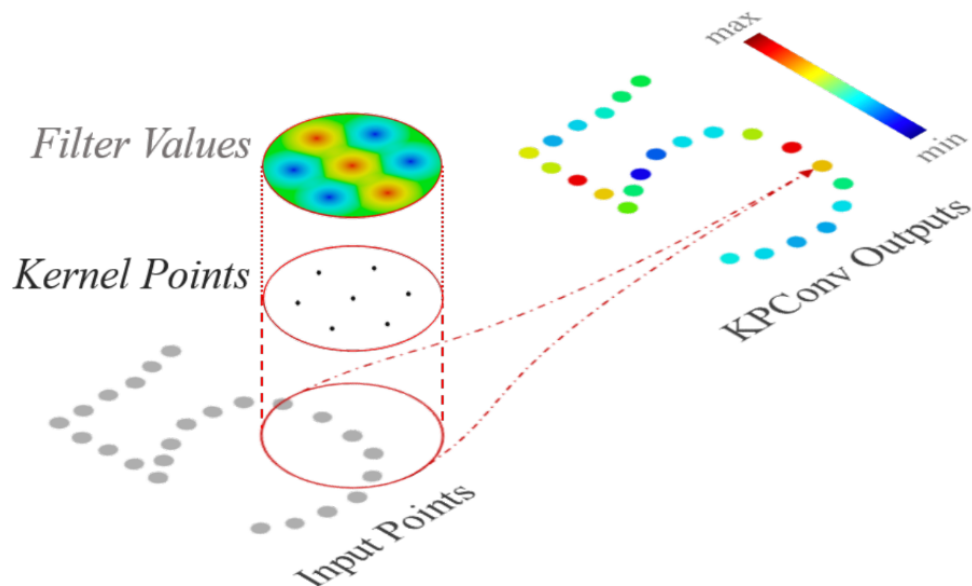 max
min
Filter Values
Kernel Points
KPConv Outputs
Input Points